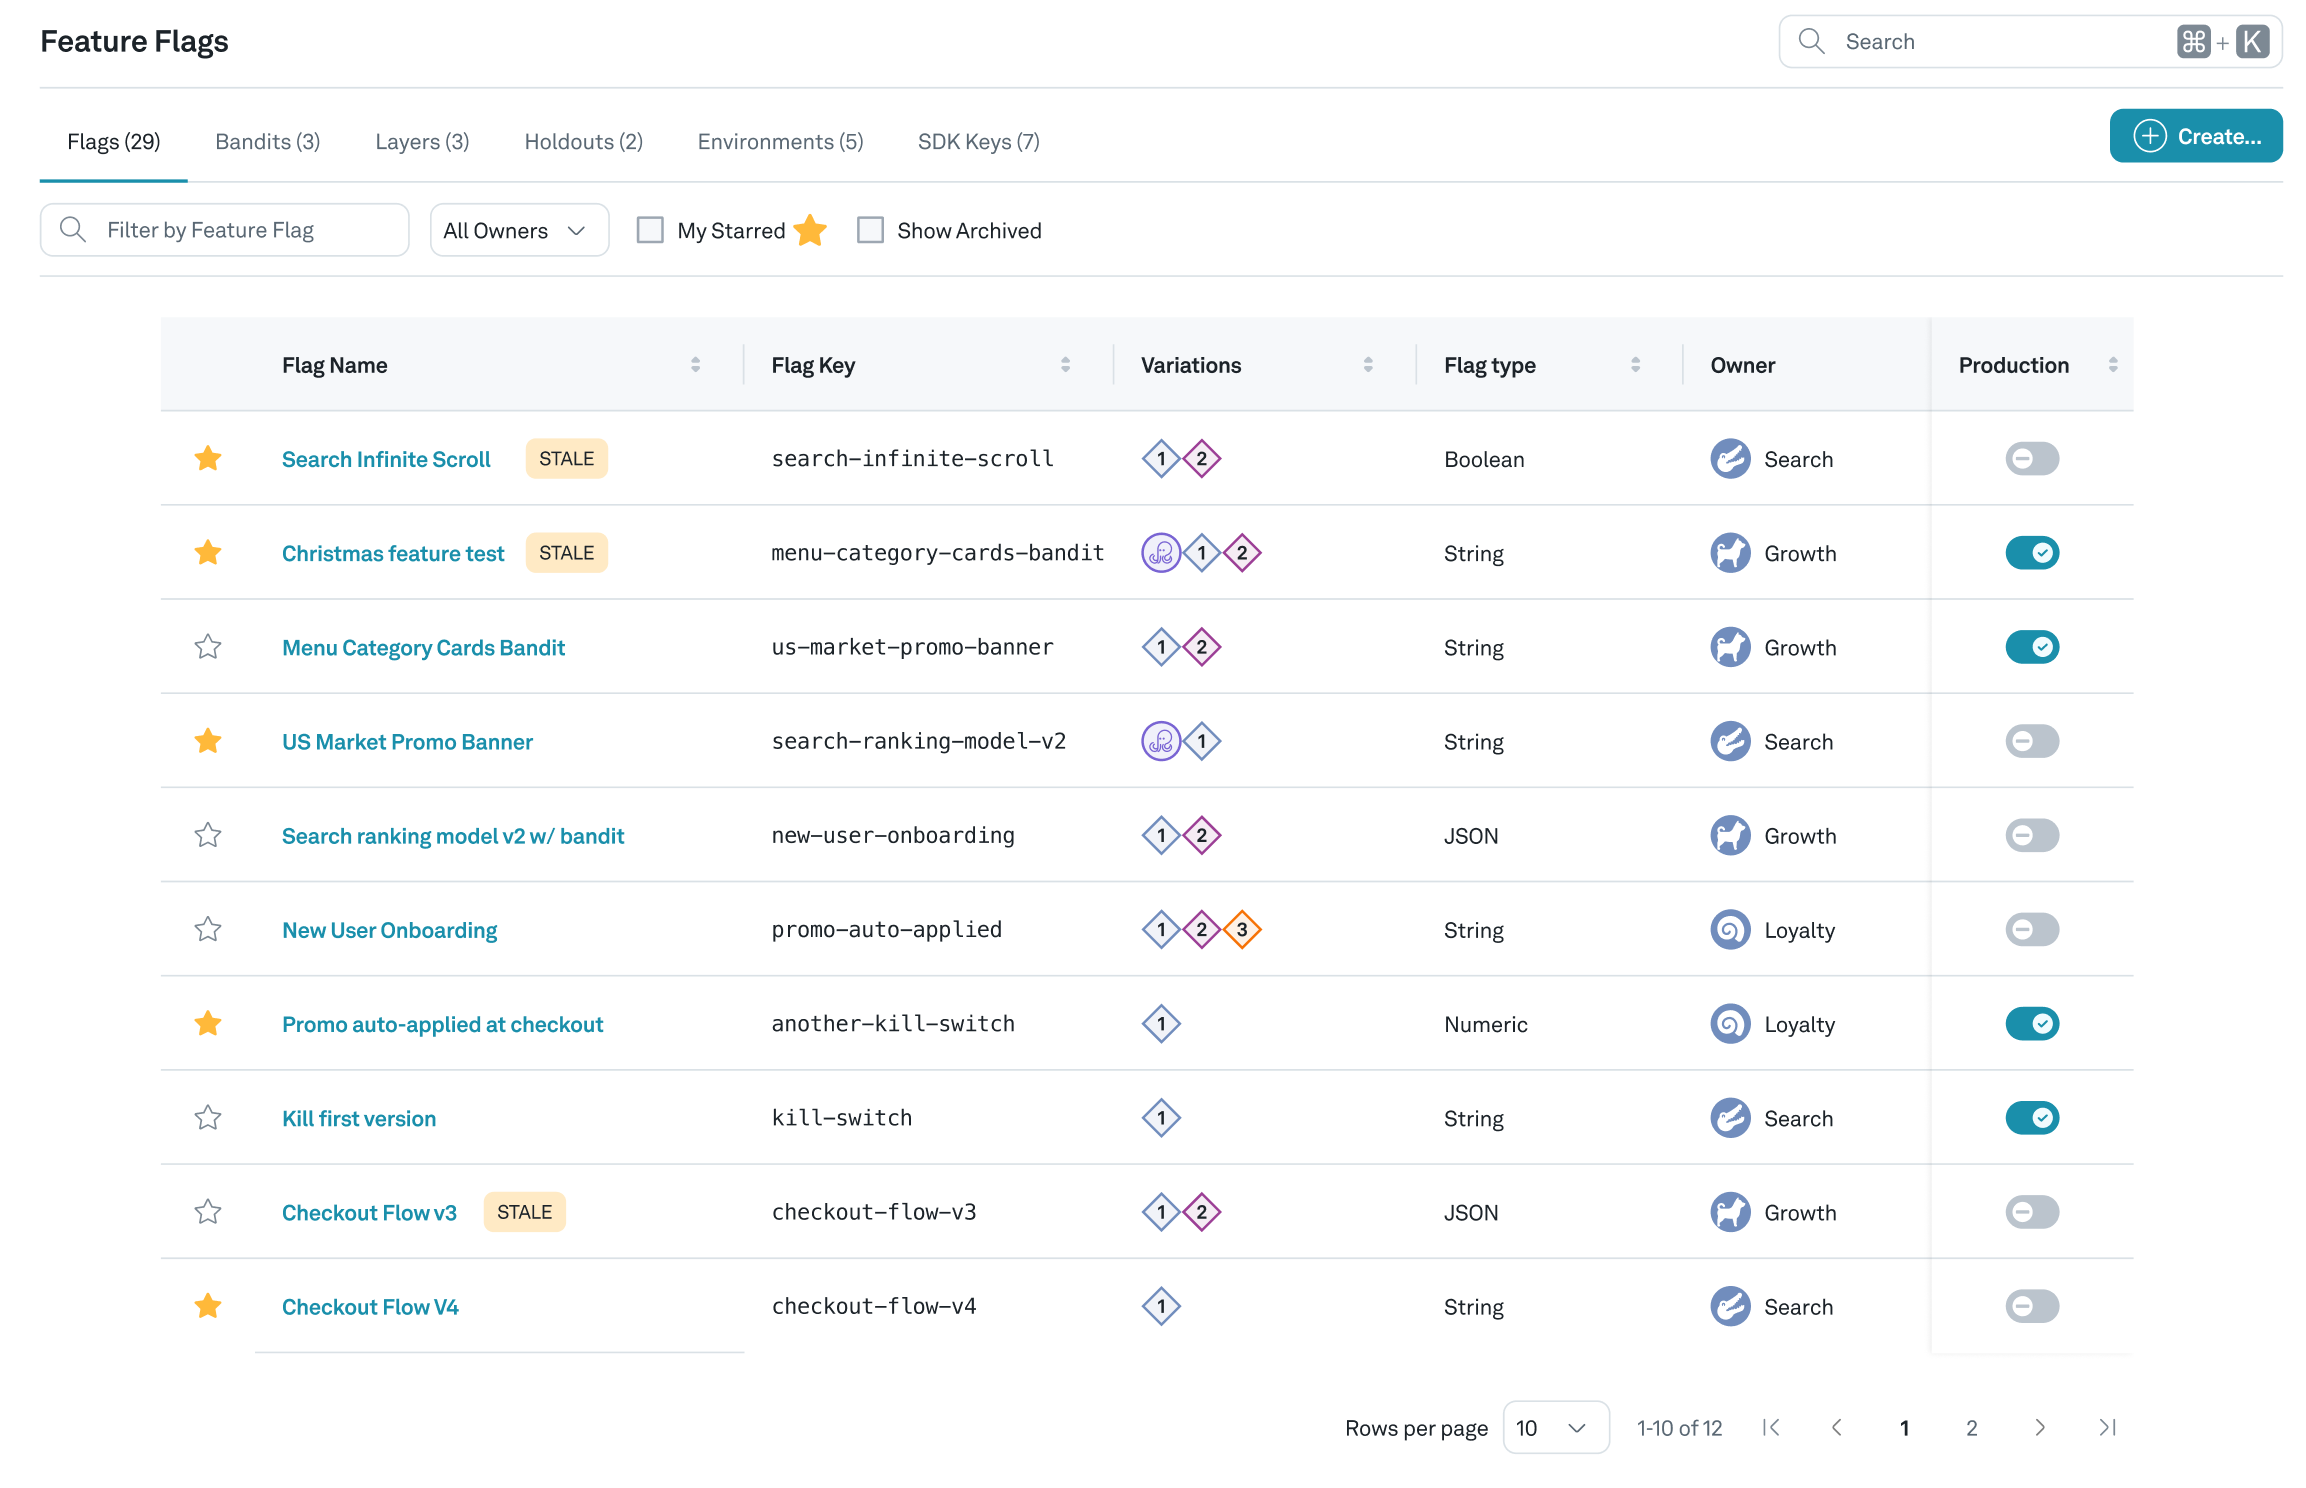 Feature Flags
Search ⌘ + K
Flags (29) Bandits (3) Layers (3) Holdouts (2) Environments (5) SDK Keys (7) Create...
Filter by Feature Flag All Owners My Starred Show Archived
Flag Name Flag Key Variations Flag type Owner Production
Search Infinite Scroll STALE search-infinite-scroll 1 2 Boolean Search
Christmas feature test STALE menu-category-cards-bandit 1 2 String Growth
Menu Category Cards Bandit us-market-promo-banner 1 2 String Growth
US Market Promo Banner search-ranking-model-v2 1 String Search
Search ranking model v2 w/ bandit new-user-onboarding 1 2 JSON Growth
New User Onboarding promo-auto-applied 1 2 3 String Loyalty
Promo auto-applied at checkout another-kill-switch 1 Numeric Loyalty
Kill first version kill-switch 1 String Search
Checkout Flow v3 STALE checkout-flow-v3 1 2 JSON Growth
Checkout Flow V4 checkout-flow-v4 1 String Search
Rows per page 10 1-10 of 12 1 2